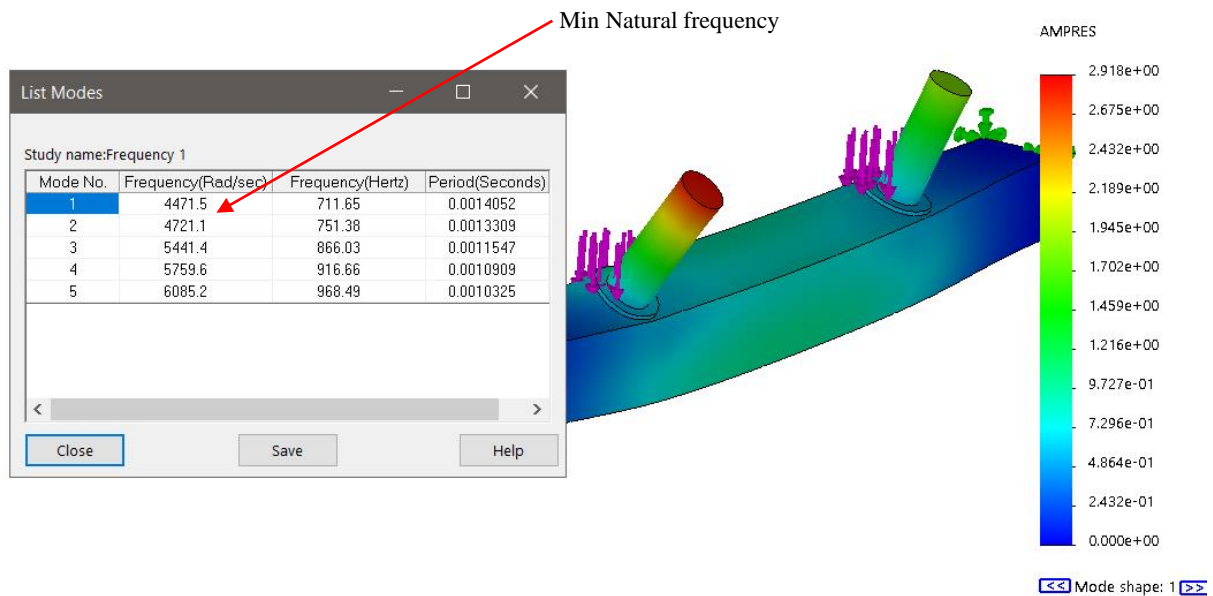 Min Natural frequency
List Modes
Study name:Frequency 1
Mode No. Frequency(Rad/sec) Frequency(Hertz) Period(Seconds)
1 4471.5 711.65 0.0014052
2 4721.1 751.38 0.0013309
3 5441.4 866.03 0.0011547
4 5759.6 916.66 0.0010909
5 6085.2 968.49 0.0010325
Close Save Help
AMPRES
2.918e+00
2.675e+00
2.432e+00
2.189e+00
1.945e+00
1.702e+00
1.459e+00
1.216e+00
9.727e-01
7.296e-01
4.864e-01
2.432e-01
0.000e+00
<< Mode shape: 1 >>